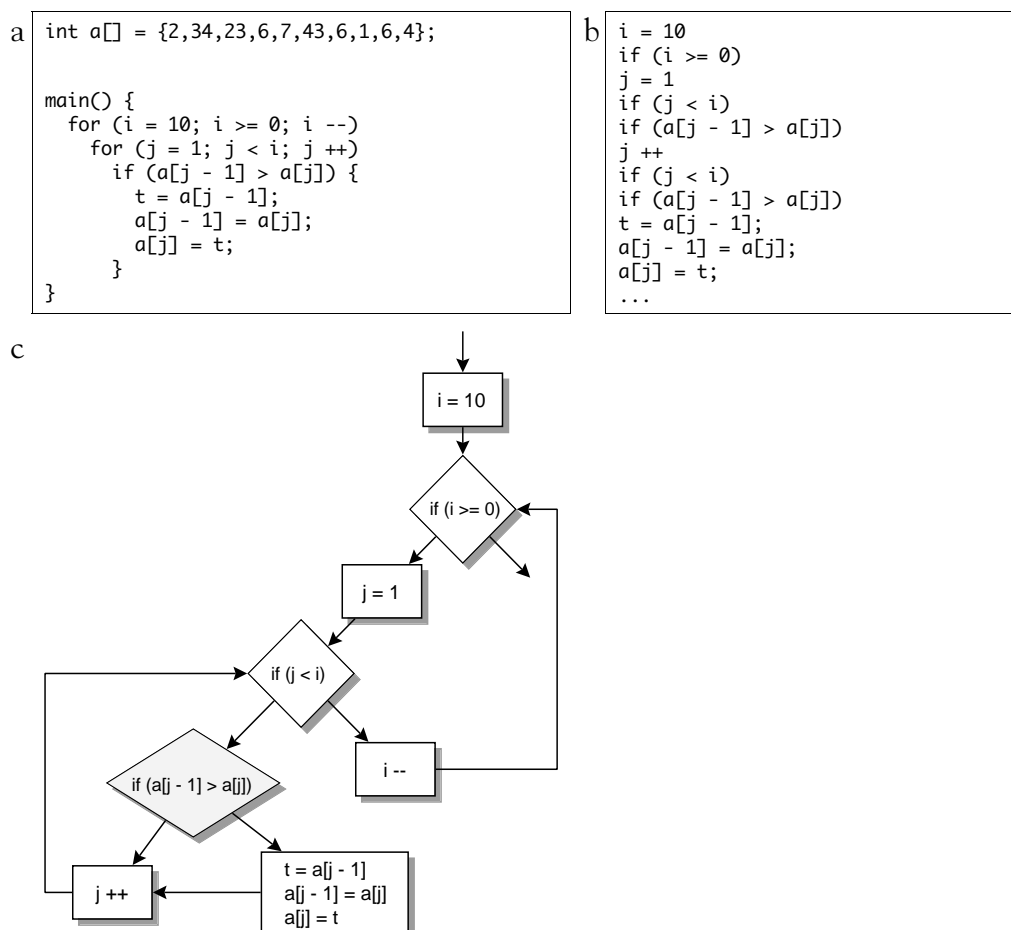 a
int a[] = {2,34,23,6,7,43,6,1,6,4};
main() {
for (i = 10; i >= 0; i --)
for (j = 1; j < i; j ++)
if (a[j - 1] > a[j]) {
t = a[j - 1];
a[j - 1] = a[j];
a[j] = t;
}
}
b
i = 10
if (i >= 0)
j = 1
if (j < i)
if (a[j - 1] > a[j])
j ++
if (j < i)
if (a[j - 1] > a[j])
t = a[j - 1];
a[j - 1] = a[j];
a[j] = t;
...
c
i = 10
if (i >= 0)
j = 1
if (j < i)
i --
if (a[j - 1] > a[j])
j ++
t = a[j - 1]
a[j - 1] = a[j]
a[j] = t